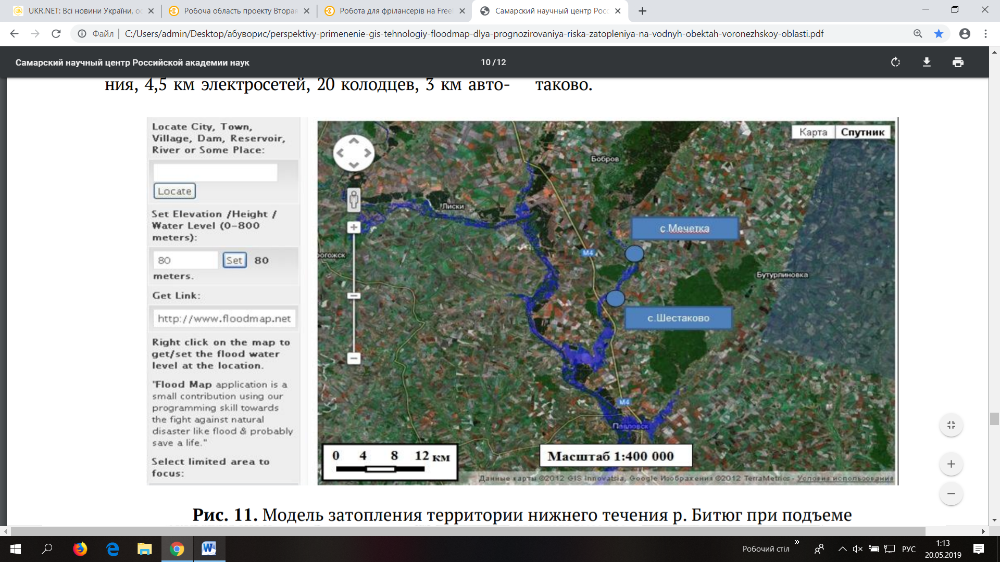 UKR.NET: Всі новини України, ос
Робоча область проекту Вторая
Робота для фрілансерів на Free
Самарский научный центр Росс
Файл
C:/Users/admin/Desktop/абуворис/perspektivy-primenenie-gis-tehnologiy-floodmap-dlya-prognozirovaniya-riska-zatopleniya-na-vodnyh-obektah-voronezhskoy-oblasti.pdf
Самарский научный центр Российской академии наук
10 / 12
ния, 4,5 км электросетей, 20 колодцев, 3 км авто-
таково.
Locate City, Town,
Village, Dam, Reservoir,
River or Some Place:
Locate
Set Elevation /Height /
Water Level (0-800
meters):
80 Set 80
meters.
Get Link:
http://www.floodmap.net
Right click on the map to
get/set the flood water
level at the location.
"Flood Map application is a
small contribution using our
programming skill towards
the fight against natural
disaster like flood & probably
save a life."
Select limited area to
focus:
Карта Спутник
Бобров
Лиски
с.Мечетка
М4
рогожск
Бутурлиновка
с.Шестаково
М4
Павловск
0 4 8 12 км
Масштаб 1:400 000
Данные карты ©2012 GIS Innovatsia, Google Изображения ©2012 TerraMetrics - Условия использования
Рис. 11. Модель затопления территории нижнего течения р. Битюг при подъеме
Робочий стіл
РУС
1:13
20.05.2019